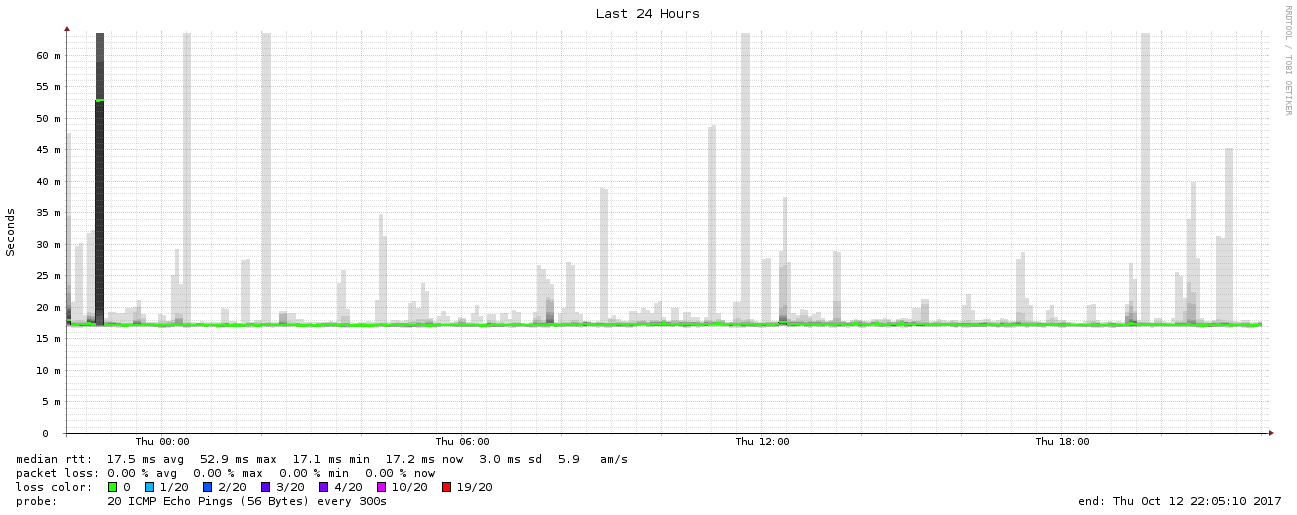 Last 24 Hours
RRDTOOL / TOBI OETIKER
Seconds
60 m
55 m
50 m
45 m
40 m
35 m
30 m
25 m
20 m
15 m
10 m
5 m
0
Thu 00:00 Thu 06:00 Thu 12:00 Thu 18:00
median rtt: 17.5 ms avg 52.9 ms max 17.1 ms min 17.2 ms now 3.0 ms sd 5.9 am/s
packet loss: 0.00 % avg 0.00 % max 0.00 % min 0.00 % now
loss color: 0 1/20 2/20 3/20 4/20 10/20 19/20
probe: 20 ICMP Echo Pings (56 Bytes) every 300s end: Thu Oct 12 22:05:10 2017